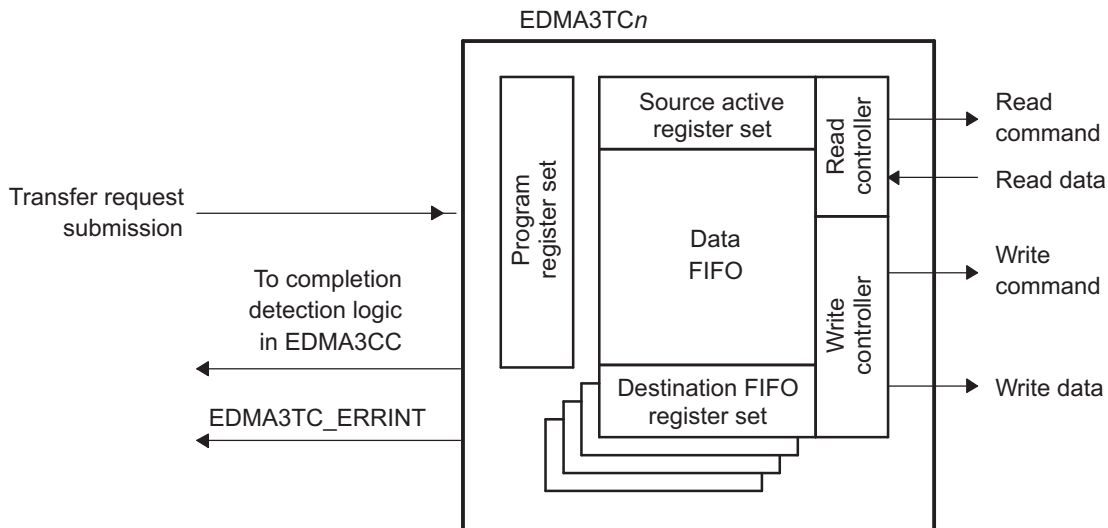 EDMA3TCn
Transfer request
submission
To completion
detection logic
in EDMA3CC
EDMA3TC_ERRINT
Program
register set
Source active
register set
Data
FIFO
Destination FIFO
register set
Read
controller
Write
controller
Read
command
Read data
Write
command
Write data